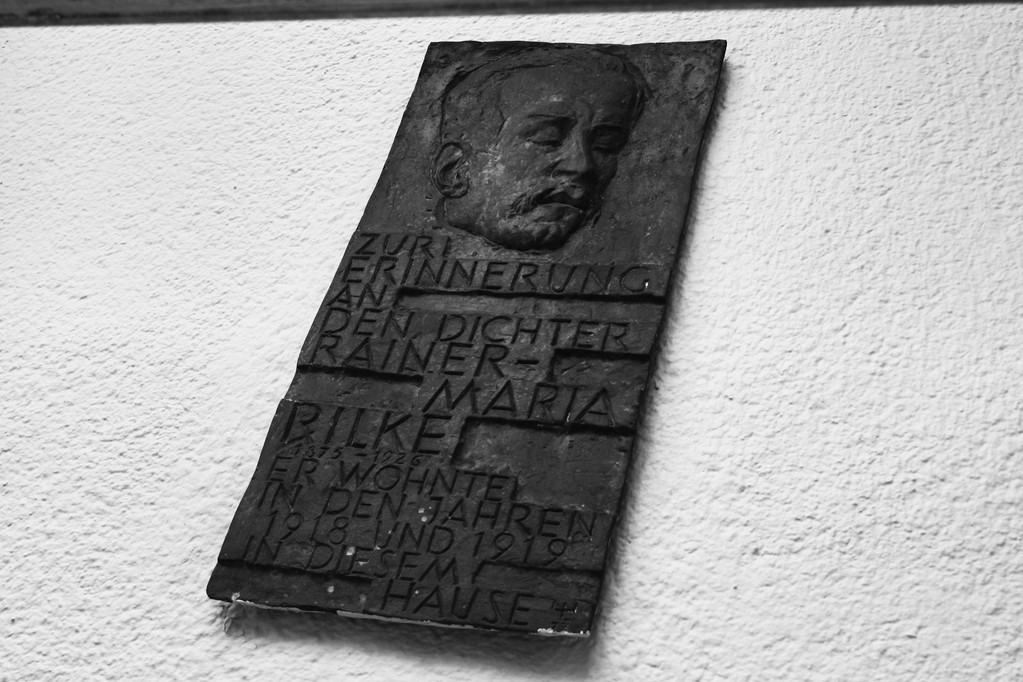 ZUR
ERINNERUNG
AN
DEN DICHTER
RAINER-
MARIA
RILKE
1875-1926
ER WOHNTE
IN DEN JAHREN
1918 UND 1919
IN DIESEM
HAUSE